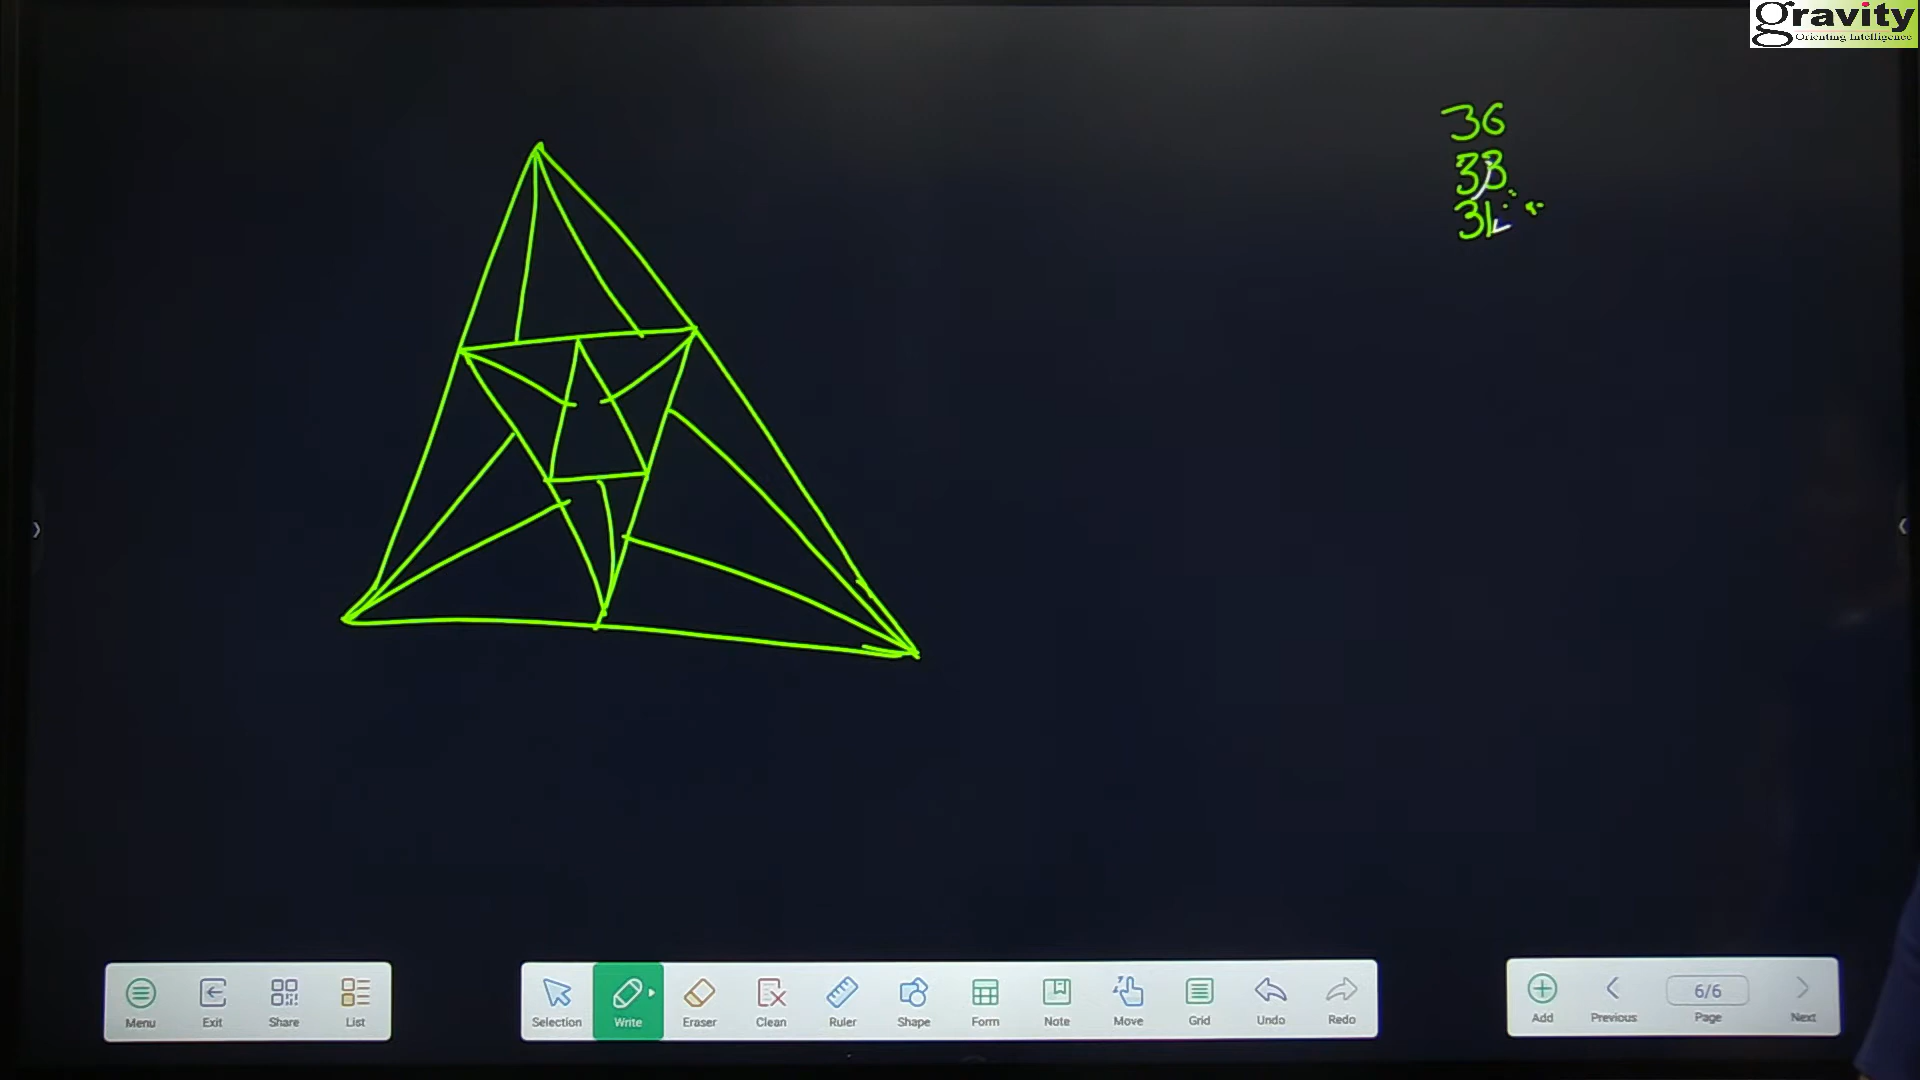 gravity
Orienting Intelligence
36
33
31
Menu
Exit
Share
List
Selection
Write
Eraser
Clean
Ruler
Shape
Form
Note
Move
Grid
Undo
Redo
Add
Previous
6/6
Page
Next